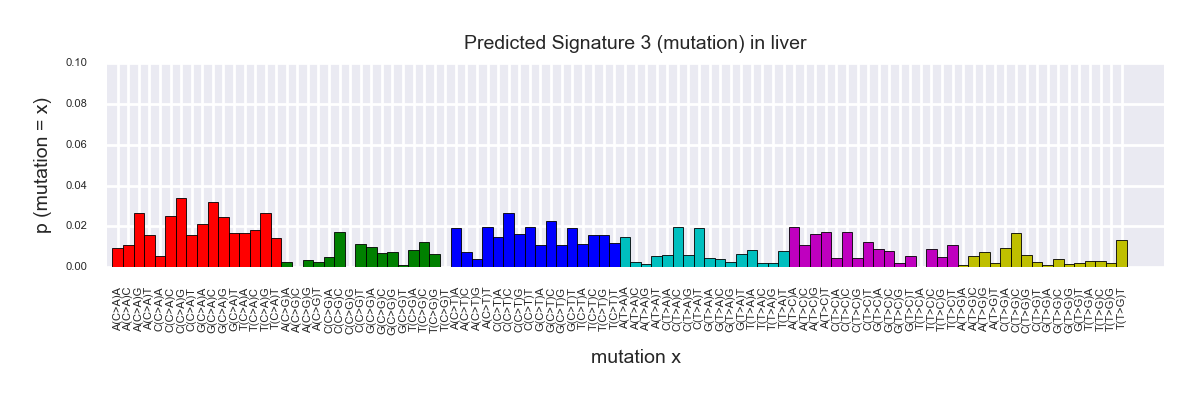 Predicted Signature 3 (mutation) in liver
0.10
0.08
0.06
0.04
0.02
0.00
p (mutation = x)
A(C>A)A
A(C>A)C
A(C>A)G
A(C>A)T
C(C>A)A
C(C>A)C
C(C>A)G
C(C>A)T
G(C>A)A
G(C>A)C
G(C>A)G
G(C>A)T
T(C>A)A
T(C>A)C
T(C>A)G
T(C>A)T
A(C>G)A
A(C>G)C
A(C>G)G
A(C>G)T
C(C>G)A
C(C>G)C
C(C>G)G
C(C>G)T
G(C>G)A
G(C>G)C
G(C>G)G
G(C>G)T
T(C>G)A
T(C>G)C
T(C>G)G
T(C>G)T
A(C>T)A
A(C>T)C
A(C>T)G
A(C>T)T
C(C>T)A
C(C>T)C
C(C>T)G
C(C>T)T
G(C>T)A
G(C>T)C
G(C>T)G
G(C>T)T
T(C>T)A
T(C>T)C
T(C>T)G
T(C>T)T
A(T>A)A
A(T>A)C
A(T>A)G
A(T>A)T
C(T>A)A
C(T>A)C
C(T>A)G
C(T>A)T
G(T>A)A
G(T>A)C
G(T>A)G
G(T>A)T
T(T>A)A
T(T>A)C
T(T>A)G
T(T>A)T
A(T>C)A
A(T>C)C
A(T>C)G
A(T>C)T
C(T>C)A
C(T>C)C
C(T>C)G
C(T>C)T
G(T>C)A
G(T>C)C
G(T>C)G
G(T>C)T
T(T>C)A
T(T>C)C
T(T>C)G
T(T>C)T
A(T>G)A
A(T>G)C
A(T>G)G
A(T>G)T
C(T>G)A
C(T>G)C
C(T>G)G
C(T>G)T
G(T>G)A
G(T>G)C
G(T>G)G
G(T>G)T
T(T>G)A
T(T>G)C
T(T>G)G
T(T>G)T
mutation x